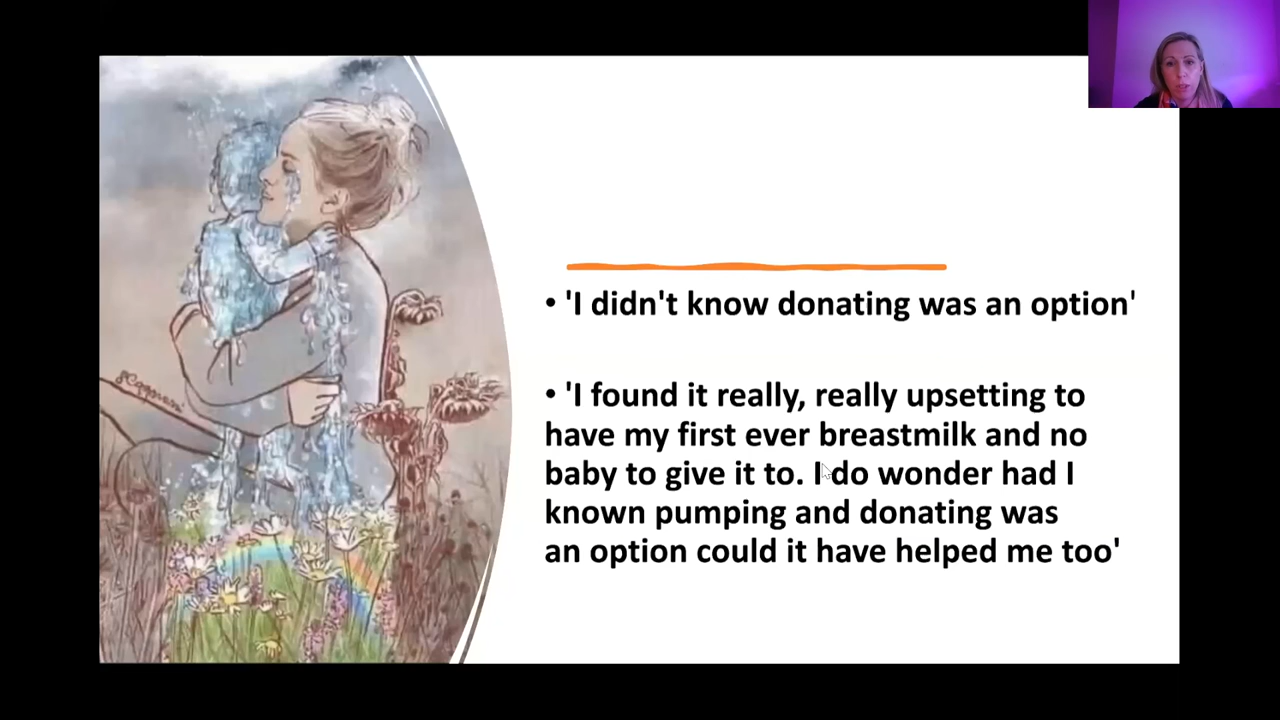 • 'I didn't know donating was an option'
• 'I found it really, really upsetting to
have my first ever breastmilk and no
baby to give it to. I do wonder had I
known pumping and donating was
an option could it have helped me too'